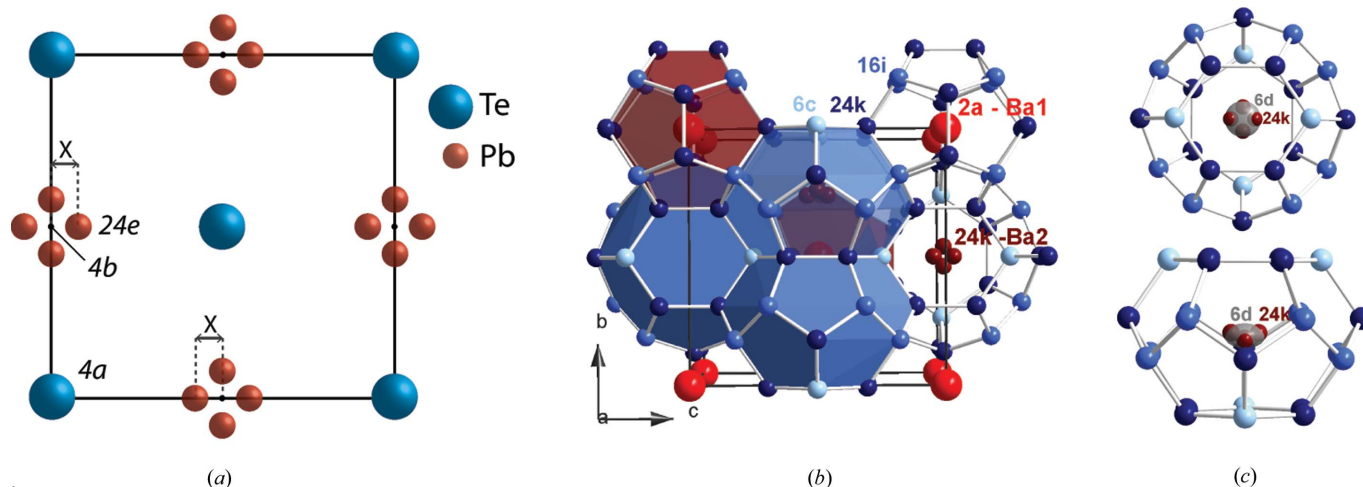 X
24e
4b
X
4a
Te
Pb
(a)
16i
6c
24k
2a - Ba1
24k -Ba2
b
a
c
(b)
6d
24k
6d
24k
(c)